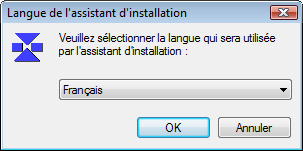 Langue de l'assistant d'installation
Veuillez sélectionner la langue qui sera utilisée
par l'assistant d'installation :
Français
OK
Annuler